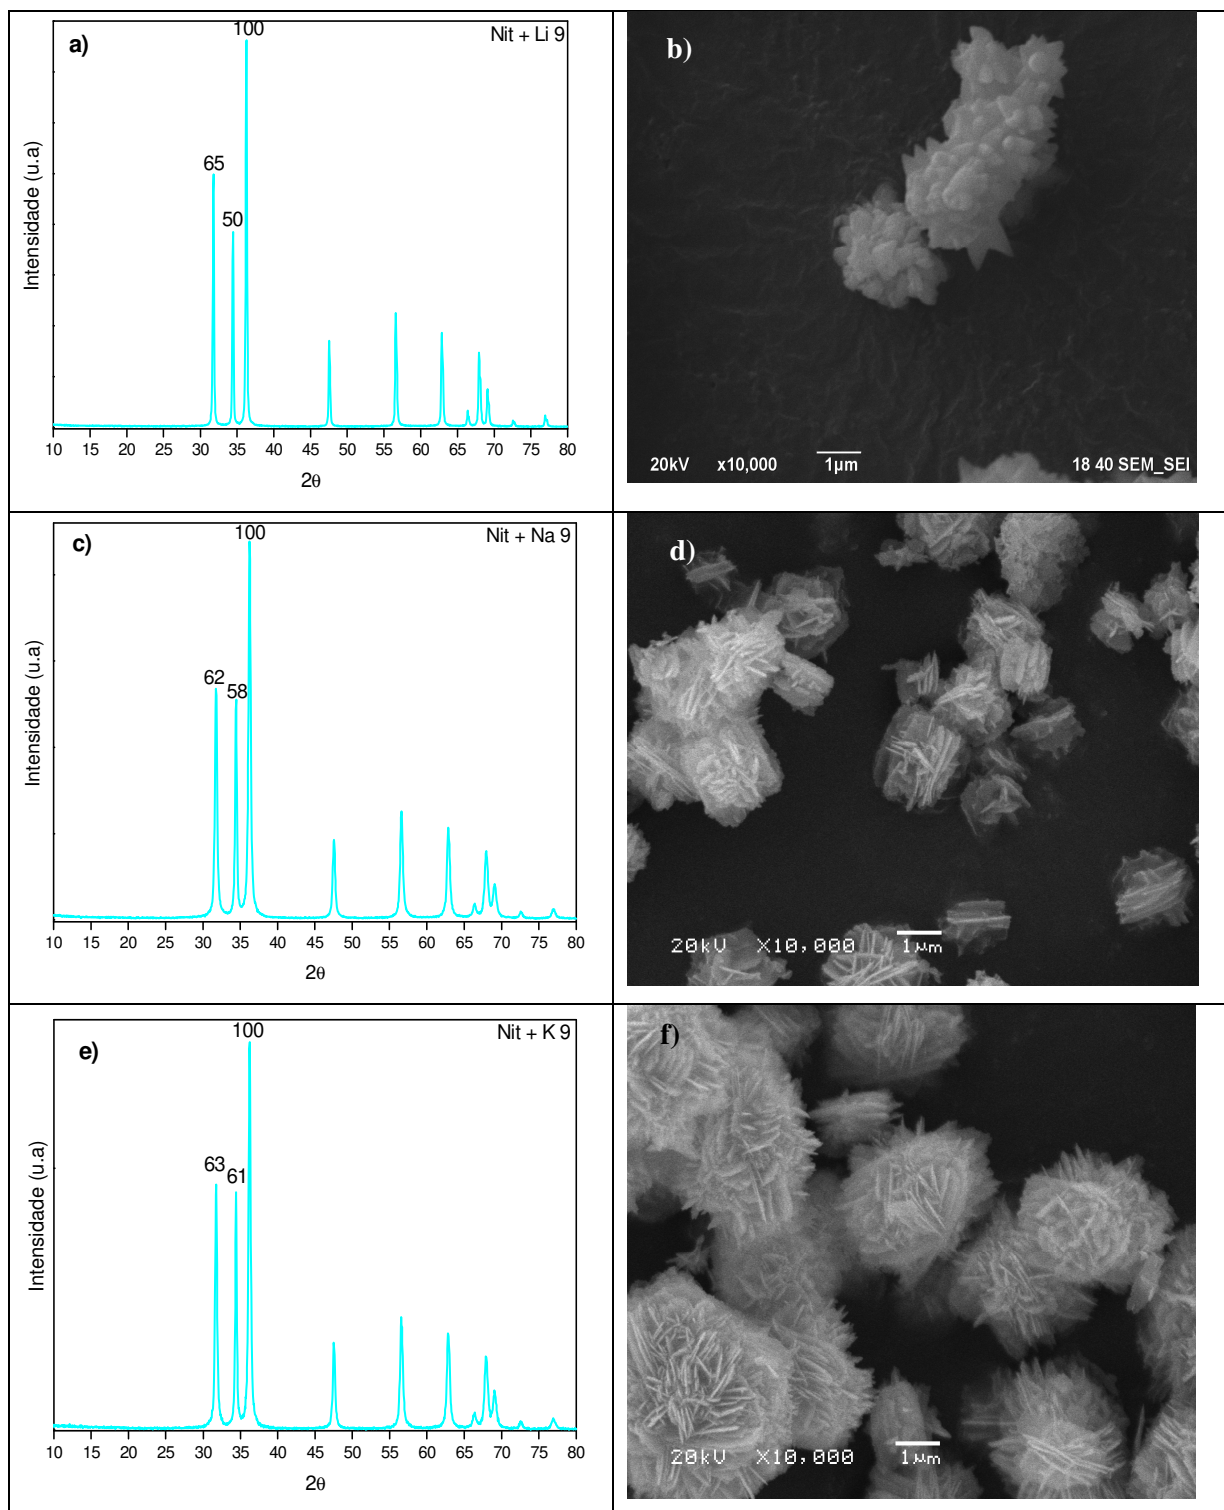 a)
100
Nit + Li 9
65
50
Intensidade (u.a)
10 15 20 25 30 35 40 45 50 55 60 65 70 75 80
2θ
b)
20kV x10,000 1µm 18 40 SEM_SEI
c)
100
Nit + Na 9
62
58
Intensidade (u.a)
10 15 20 25 30 35 40 45 50 55 60 65 70 75 80
2θ
d)
20kV X10,000 1µm
e)
100
Nit + K 9
63
61
Intensidade (u.a)
10 15 20 25 30 35 40 45 50 55 60 65 70 75 80
2θ
f)
20kV X10,000 1µm